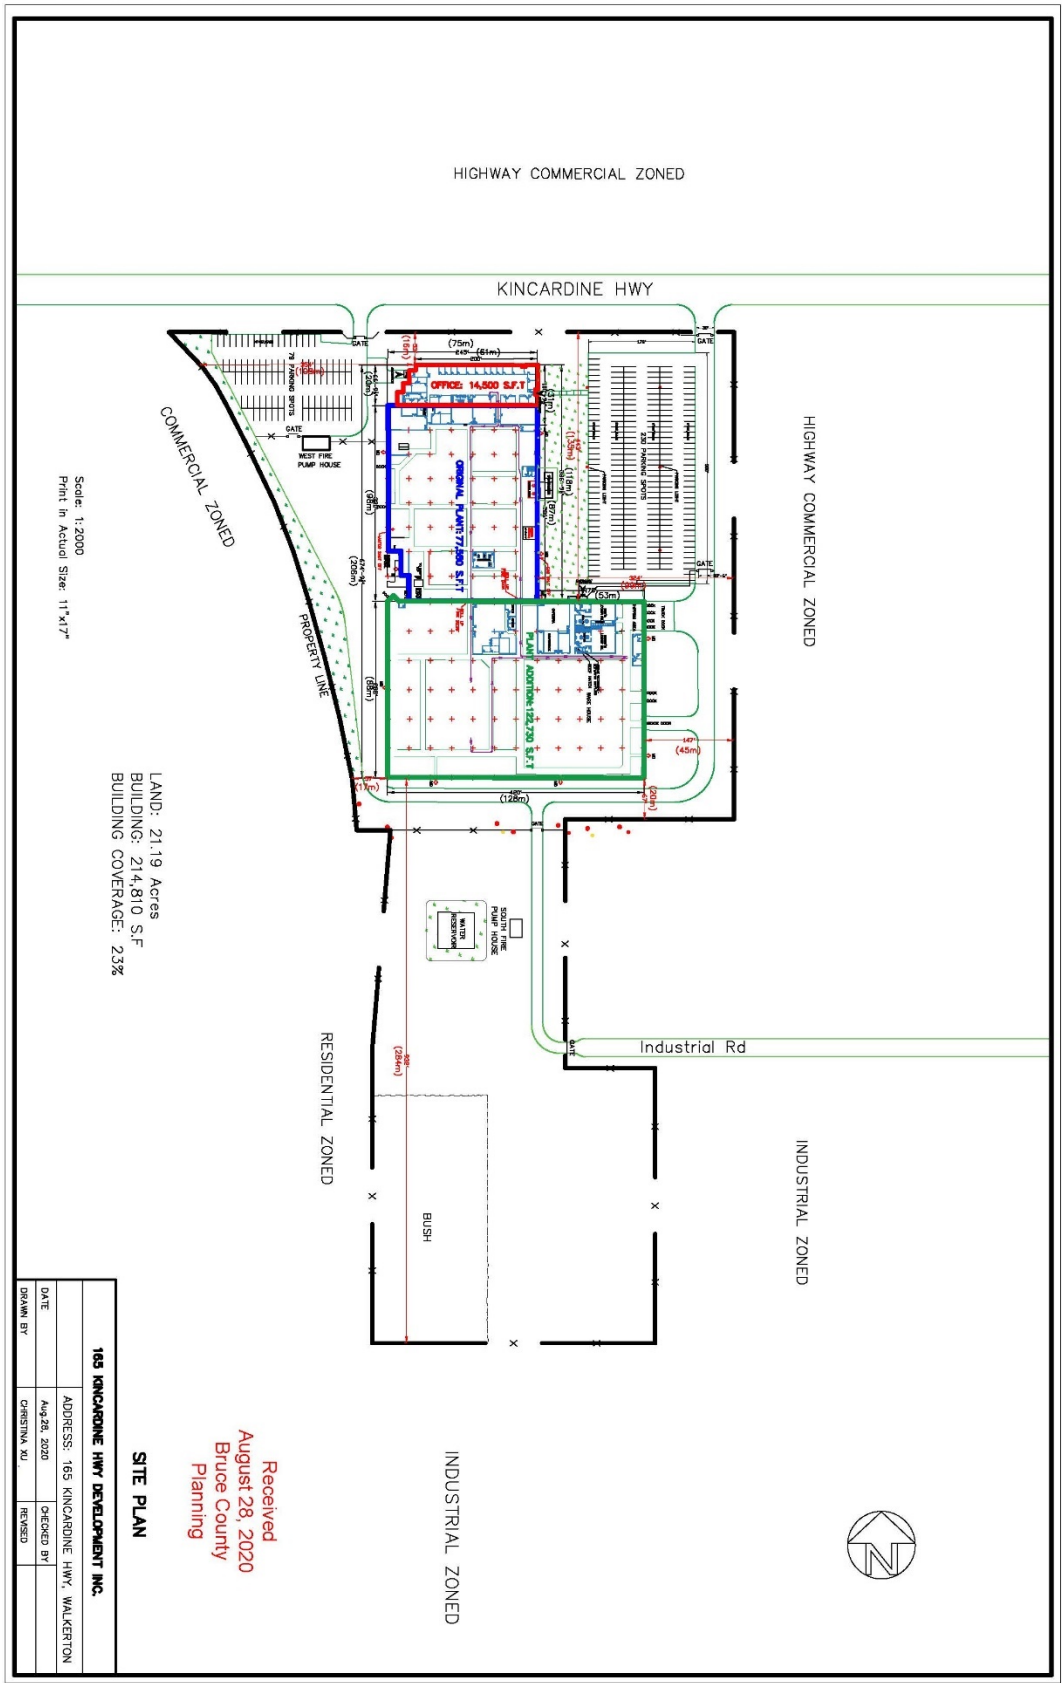 HIGHWAY COMMERCIAL ZONED
KINCARDINE HWY
HIGHWAY COMMERCIAL ZONED
GATE
GATE
(75m)
(61m)
(16m)
OFFICE: 14,500 S.F.T
(20m)
78 PARKING SPOTS
230 PARKING SPOTS
GATE
WEST FIRE
PUMP HOUSE
COMMERCIAL ZONED
ORIGINAL PLANT: 77,580 S.F.T
(118m)
(87m)
(98m)
(206m)
GATE
(53m)
PLANT ADDITION: 122,730 S.F.T
PROPERTY LINE
(45m)
(17m)
(128m)
(20m)
GATE
Scale: 1:2000
Print in Actual Size: 11"x17"
LAND: 21.19 Acres
BUILDING: 214,810 S.F
BUILDING COVERAGE: 23%
SOUTH FIRE
PUMP HOUSE
WATER
RESERVOIR
GATE
Industrial Rd
(284m)
RESIDENTIAL ZONED
INDUSTRIAL ZONED
BUSH
INDUSTRIAL ZONED
N
Received
August 28, 2020
Bruce County
Planning
SITE PLAN
165 KINCARDINE HWY DEVELOPMENT INC.
ADDRESS: 165 KINCARDINE HWY, WALKERTON
DATE
Aug.28, 2020
CHECKED BY
DRAWN BY
CHRISTINA XU
REVISED